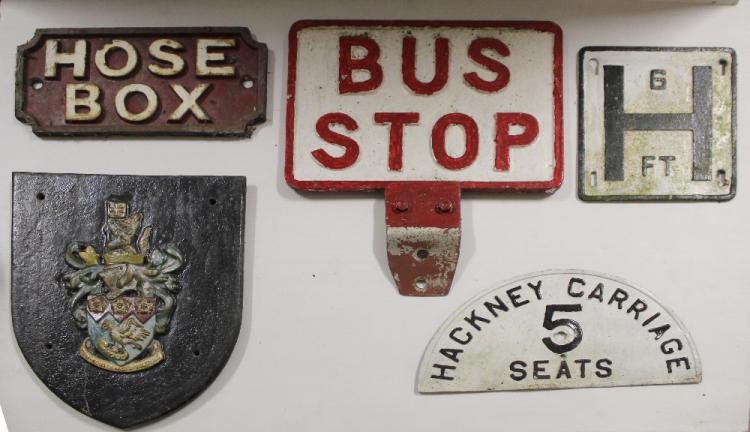 HOSE
BOX
BUS
STOP
H
6
FT
HACKNEY CARRIAGE
5
SEATS